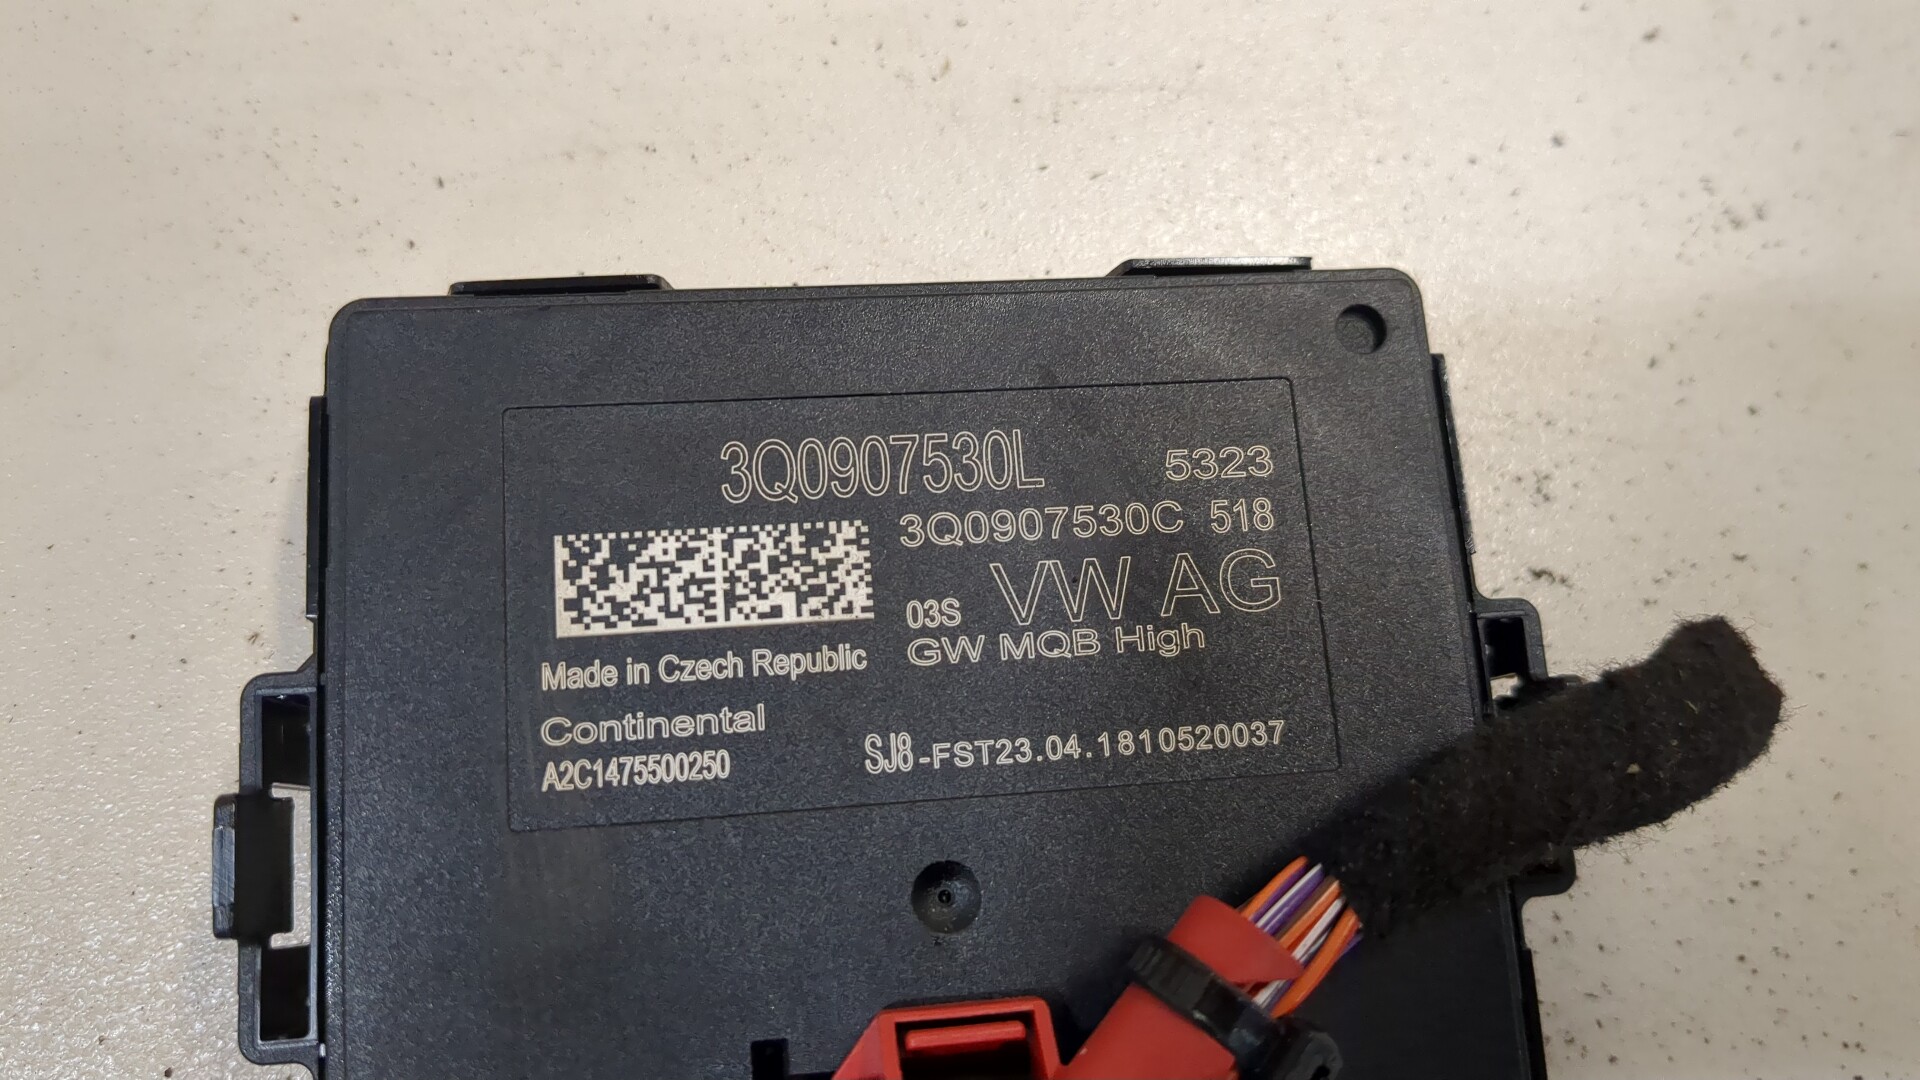 3Q0907530L 5323
3Q0907530C 518
03S VW AG
GW MQB High
Made in Czech Republic
Continental
A2C1475500250
SJ8-FST23.04.1810520037